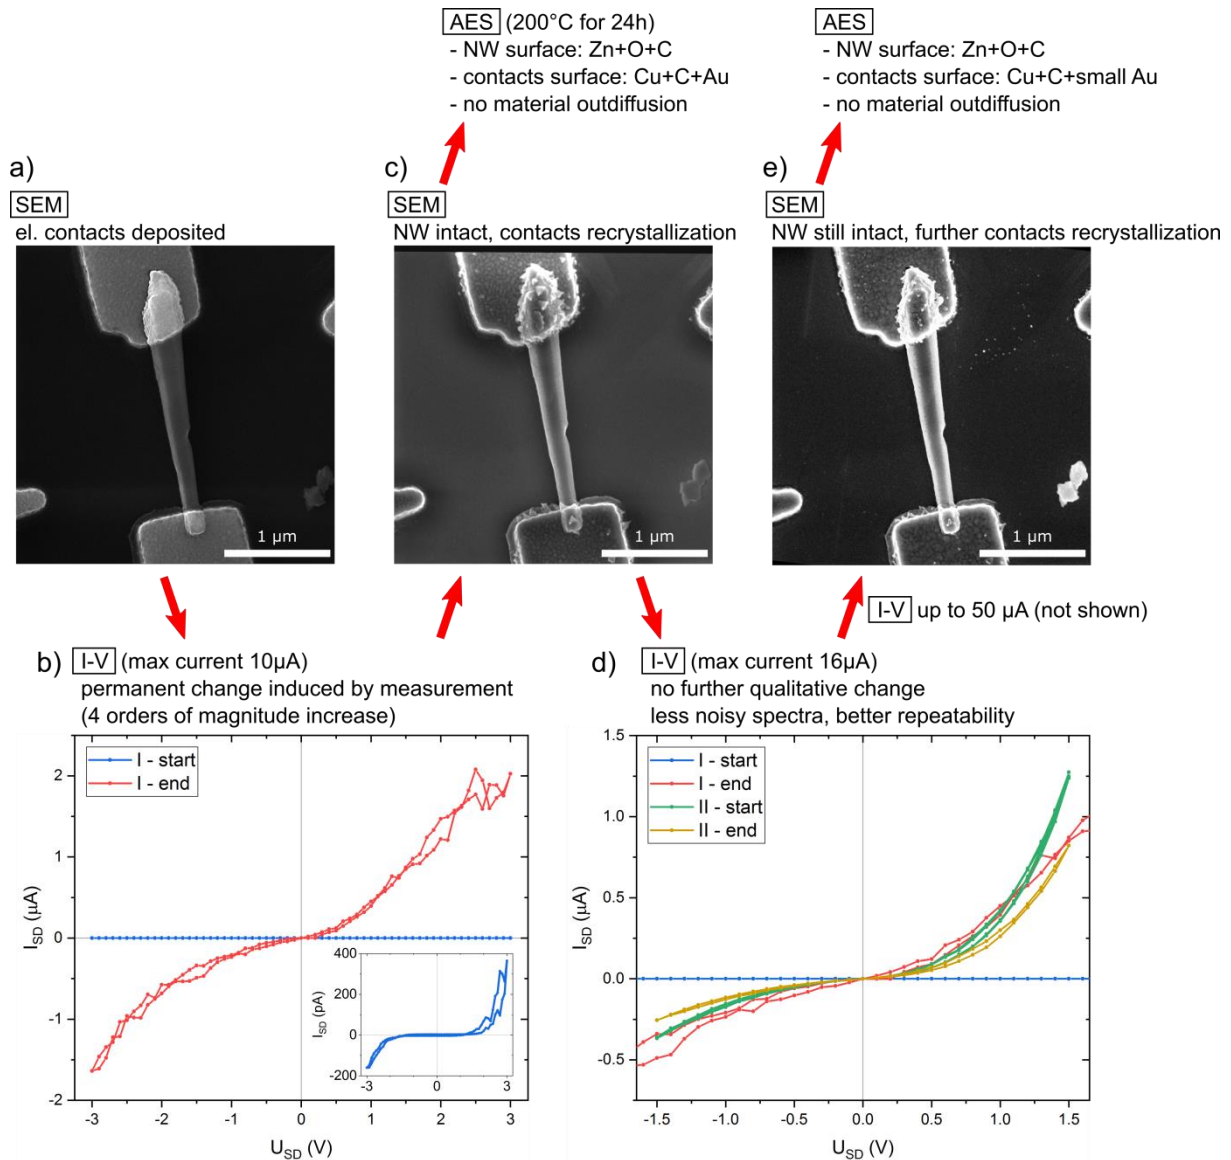 AES (200°C for 24h)
- NW surface: Zn+O+C
- contacts surface: Cu+C+Au
- no material outdiffusion
AES
- NW surface: Zn+O+C
- contacts surface: Cu+C+small Au
- no material outdiffusion
a)
SEM
el. contacts deposited
1 µm
c)
SEM
NW intact, contacts recrystallization
1 µm
e)
SEM
NW still intact, further contacts recrystallization
1 µm
I-V up to 50 µA (not shown)
b) I-V (max current 10µA)
permanent change induced by measurement
(4 orders of magnitude increase)
I - start
I - end
I_SD (µA)
2
1
0
-1
-2
-3
-2
-1
0
1
2
3
U_SD (V)
I_SD (pA)
400
200
0
-200
-3
0
3
d) I-V (max current 16µA)
no further qualitative change
less noisy spectra, better repeatability
I - start
I - end
II - start
II - end
I_SD (µA)
1.5
1.0
0.5
0.0
-0.5
-1.5
-1.0
-0.5
0.0
0.5
1.0
1.5
U_SD (V)